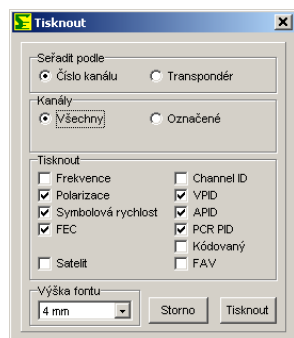 Tisknout
Seřadit podle
Číslo kanálu Transpondér
Kanály
Všechny Označené
Tisknout
Frekvence Channel ID
Polarizace VPID
Symbolová rychlost APID
FEC PCR PID
Kódovaný
Satelit FAV
Výška fontu
4 mm Storno Tisknout